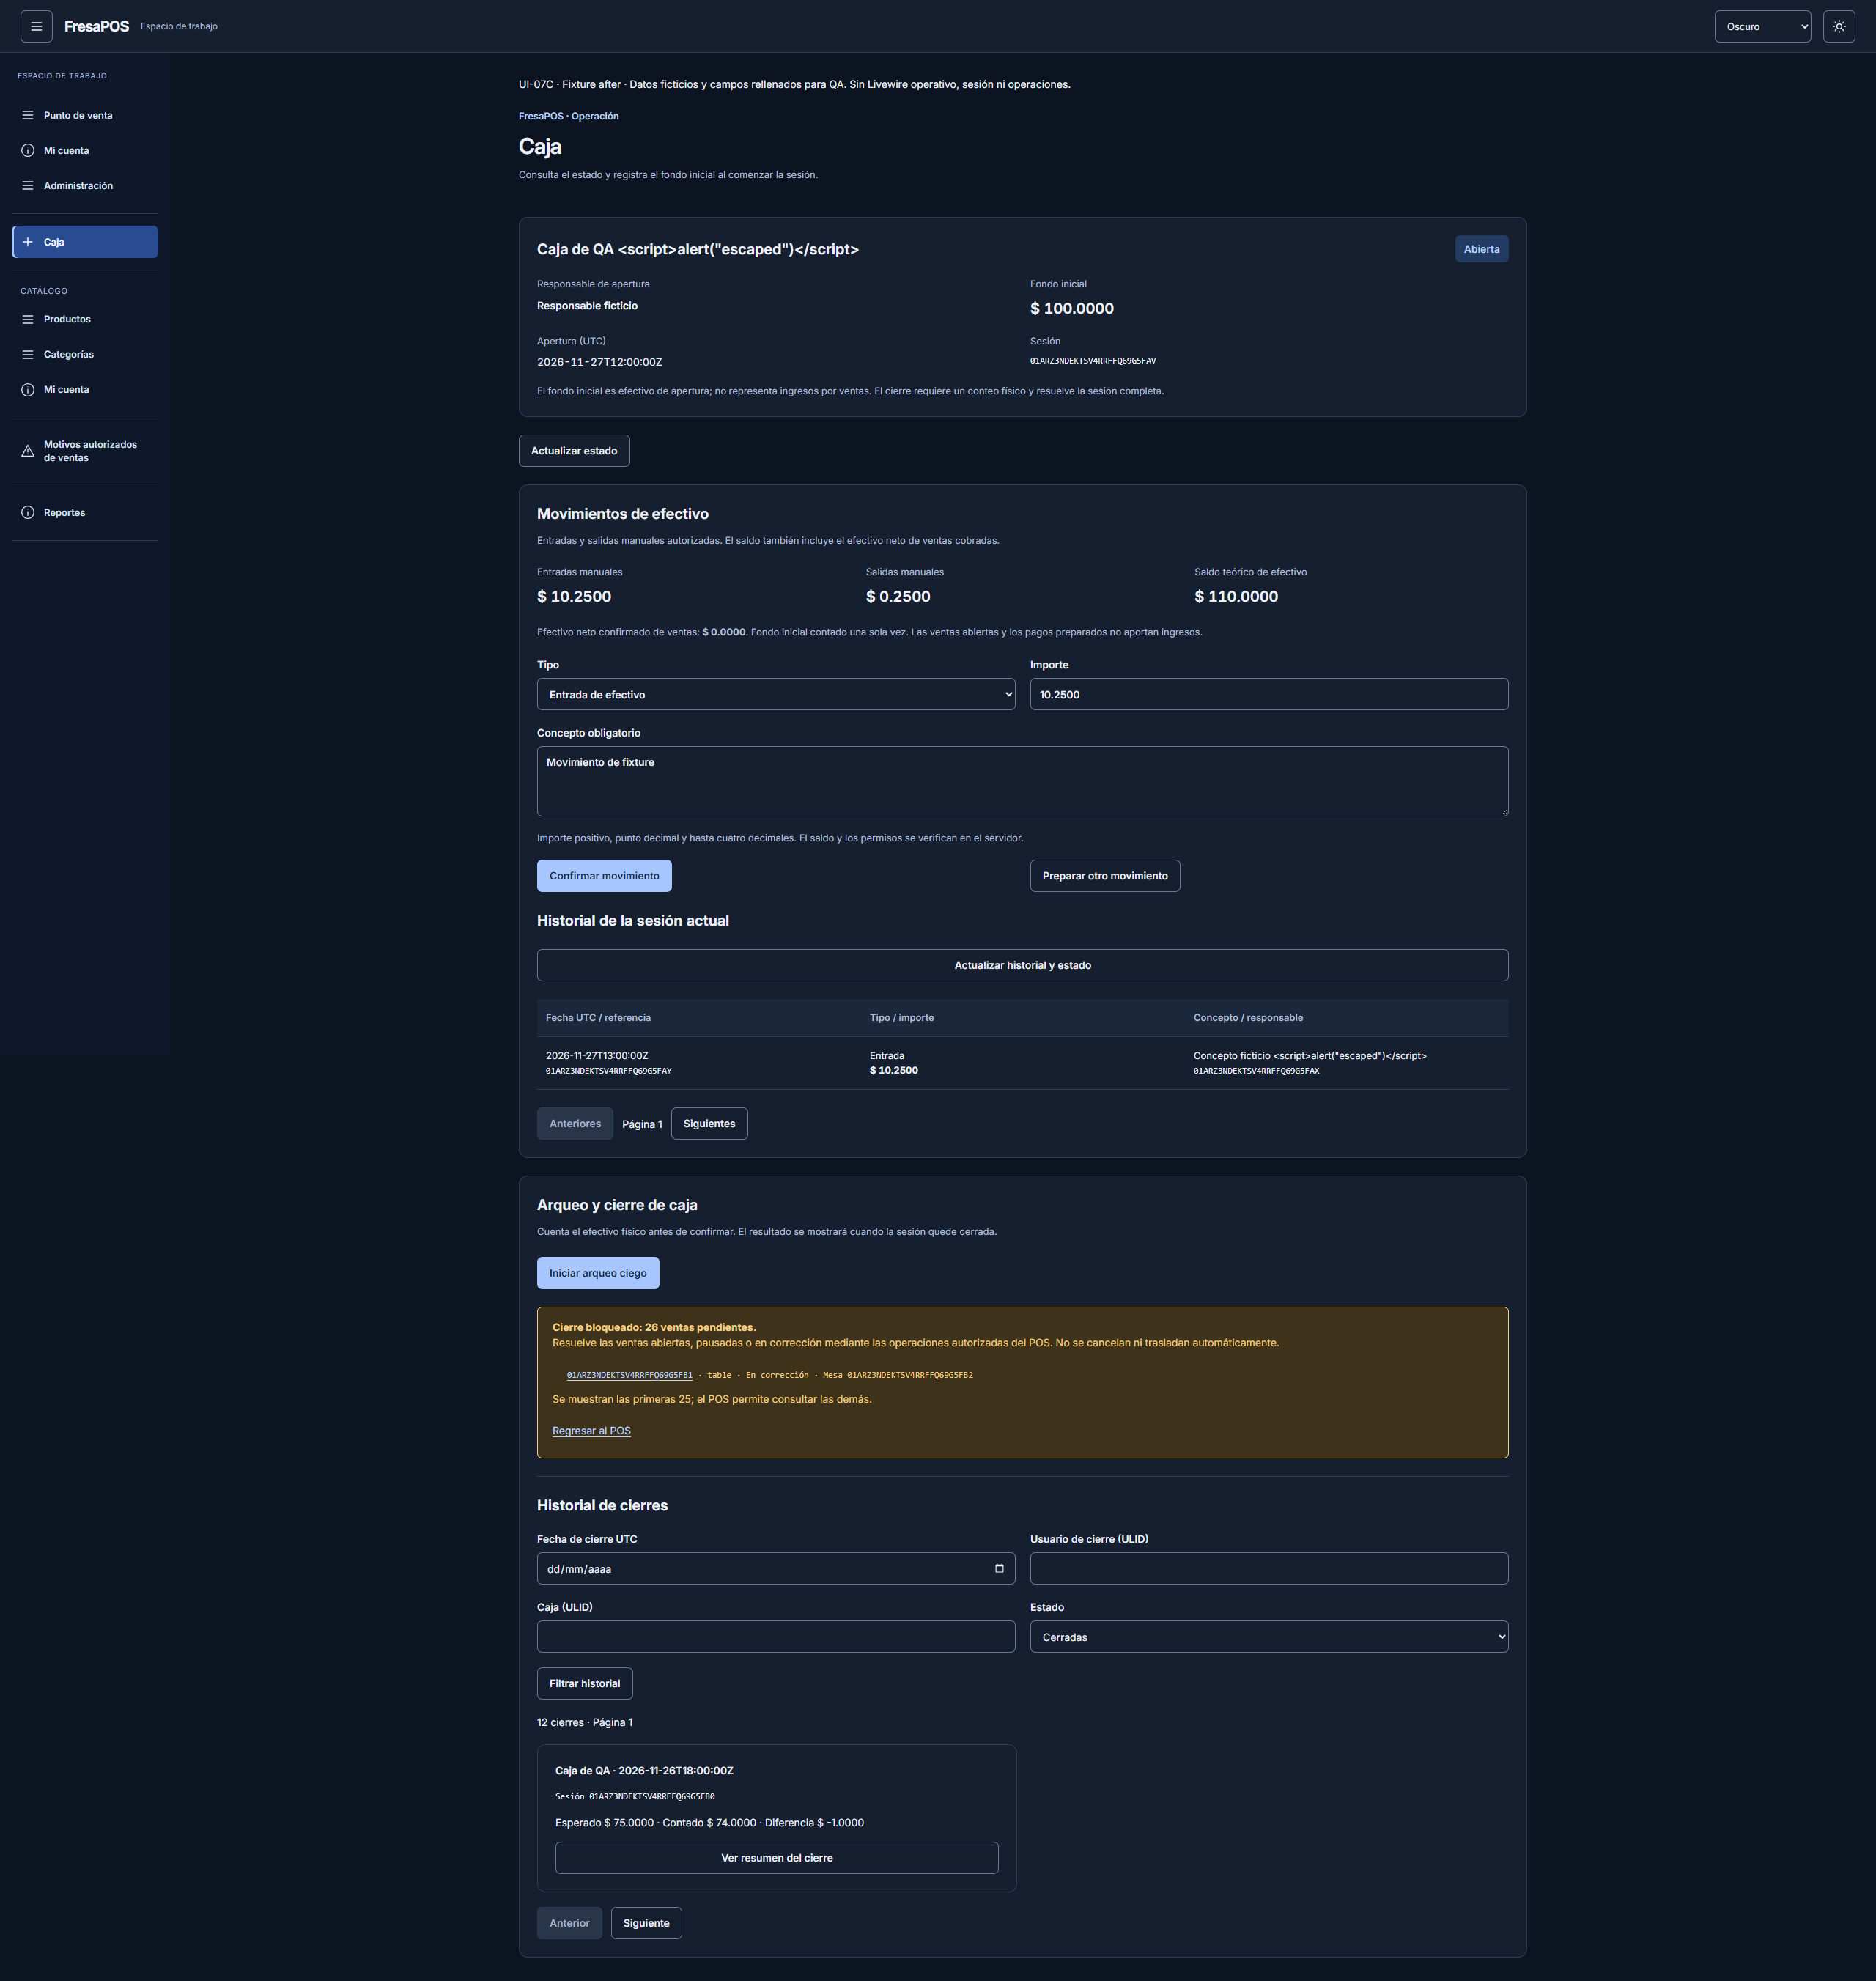 FresaPOS
Espacio de trabajo
Oscuro
ESPACIO DE TRABAJO
Punto de venta
Mi cuenta
Administración
Caja
CATÁLOGO
Productos
Categorías
Mi cuenta
Motivos autorizados
de ventas
Reportes
UI-07C · Fixture after · Datos ficticios y campos rellenados para QA. Sin Livewire operativo, sesión ni operaciones.
FresaPOS · Operación
Caja
Consulta el estado y registra el fondo inicial al comenzar la sesión.
Caja de QA <script>alert("escaped")</script>
Abierta
Responsable de apertura
Responsable ficticio
Fondo inicial
$ 100.0000
Apertura (UTC)
2026-11-27T12:00:00Z
Sesión
01ARZ3NDEKTSV4RRFFQ69G5FAV
El fondo inicial es efectivo de apertura; no representa ingresos por ventas. El cierre requiere un conteo físico y resuelve la sesión completa.
Actualizar estado
Movimientos de efectivo
Entradas y salidas manuales autorizadas. El saldo también incluye el efectivo neto de ventas cobradas.
Entradas manuales
$ 10.2500
Salidas manuales
$ 0.2500
Saldo teórico de efectivo
$ 110.0000
Efectivo neto confirmado de ventas: $ 0.0000. Fondo inicial contado una sola vez. Las ventas abiertas y los pagos preparados no aportan ingresos.
Tipo
Entrada de efectivo
Importe
10.2500
Concepto obligatorio
Movimiento de fixture
Importe positivo, punto decimal y hasta cuatro decimales. El saldo y los permisos se verifican en el servidor.
Confirmar movimiento
Preparar otro movimiento
Historial de la sesión actual
Actualizar historial y estado
Fecha UTC / referencia
Tipo / importe
Concepto / responsable
2026-11-27T13:00:00Z
01ARZ3NDEKTSV4RRFFQ69G5FAY
Entrada
$ 10.2500
Concepto ficticio <script>alert("escaped")</script>
01ARZ3NDEKTSV4RRFFQ69G5FAX
Anteriores
Página 1
Siguientes
Arqueo y cierre de caja
Cuenta el efectivo físico antes de confirmar. El resultado se mostrará cuando la sesión quede cerrada.
Iniciar arqueo ciego
Cierre bloqueado: 26 ventas pendientes.
Resuelve las ventas abiertas, pausadas o en corrección mediante las operaciones autorizadas del POS. No se cancelan ni trasladan automáticamente.
01ARZ3NDEKTSV4RRFFQ69G5FB1 · table · En corrección · Mesa 01ARZ3NDEKTSV4RRFFQ69G5FB2
Se muestran las primeras 25; el POS permite consultar las demás.
Regresar al POS
Historial de cierres
Fecha de cierre UTC
dd/mm/aaaa
Usuario de cierre (ULID)
Caja (ULID)
Estado
Cerradas
Filtrar historial
12 cierres · Página 1
Caja de QA · 2026-11-26T18:00:00Z
Sesión 01ARZ3NDEKTSV4RRFFQ69G5FB0
Esperado $ 75.0000 · Contado $ 74.0000 · Diferencia $ -1.0000
Ver resumen del cierre
Anterior
Siguiente